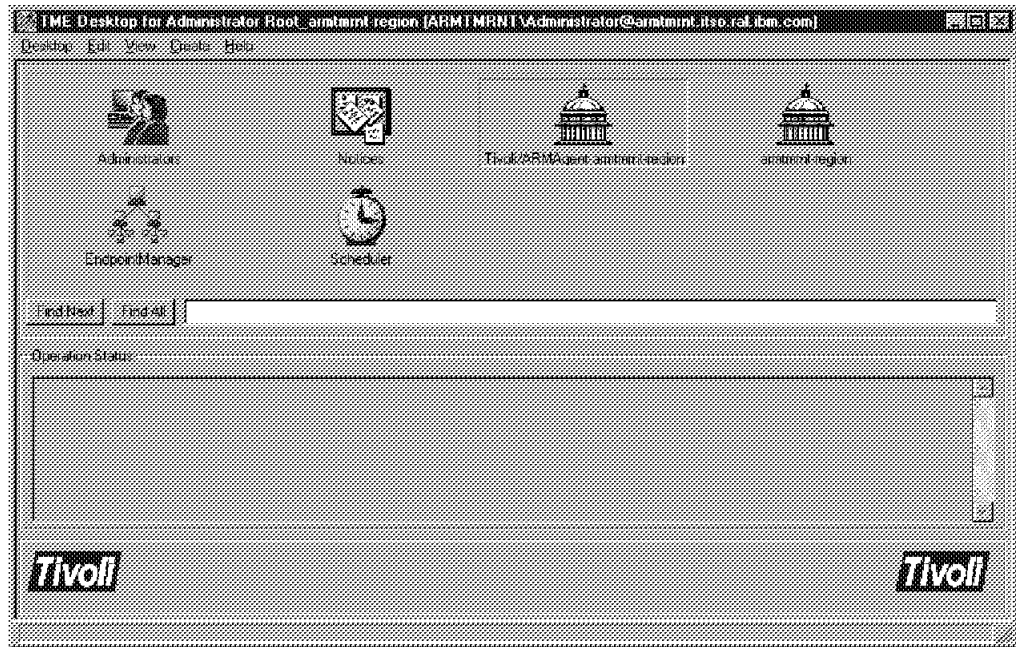 TME Desktop for Administrator Root_armtmrnt-region (ARMTMRNT\Administrator@armtmrnt.itso.ral.ibm.com)
Desktop Edit View Create Help
Administrators Notices Tivoli/ARMAgent-armtmrnt-region armtmrnt-region
EndpointManager Scheduler
Find Next Find All
Operation Status:
Tivoli Tivoli